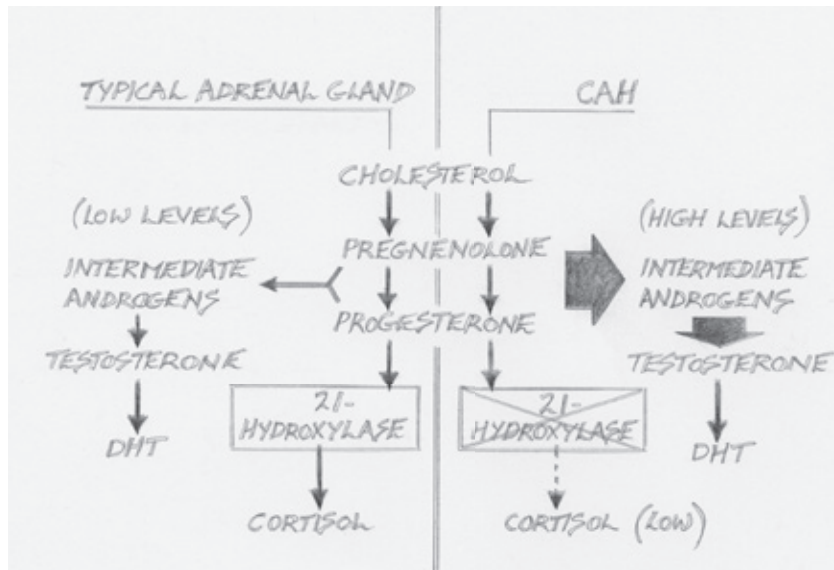 TYPICAL ADRENAL GLAND
CAH
CHOLESTEROL
(LOW LEVELS)
(HIGH LEVELS)
PREGNENOLONE
INTERMEDIATE
ANDROGENS
INTERMEDIATE
ANDROGENS
PROGESTERONE
TESTOSTERONE
TESTOSTERONE
21-
HYDROXYLASE
21-
HYDROXYLASE
DHT
DHT
CORTISOL
CORTISOL (LOW)